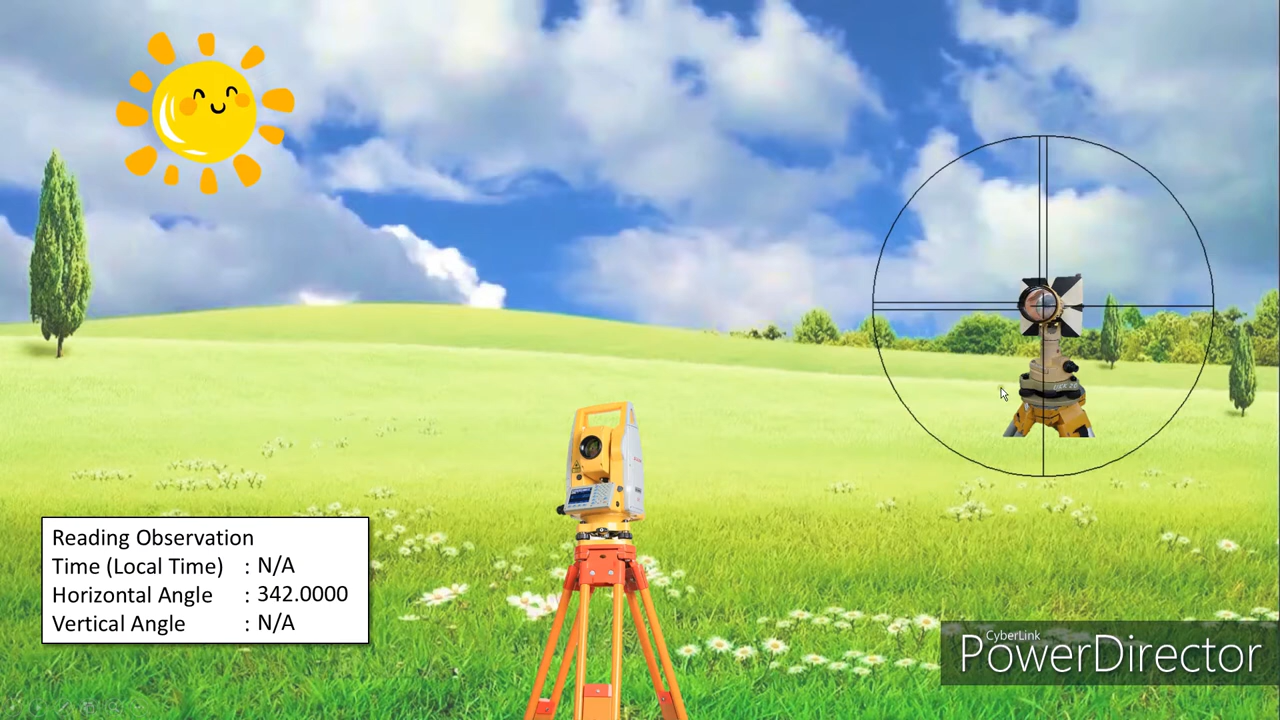 Reading Observation
Time (Local Time) : N/A
Horizontal Angle : 342.0000
Vertical Angle : N/A
CyberLink
PowerDirector